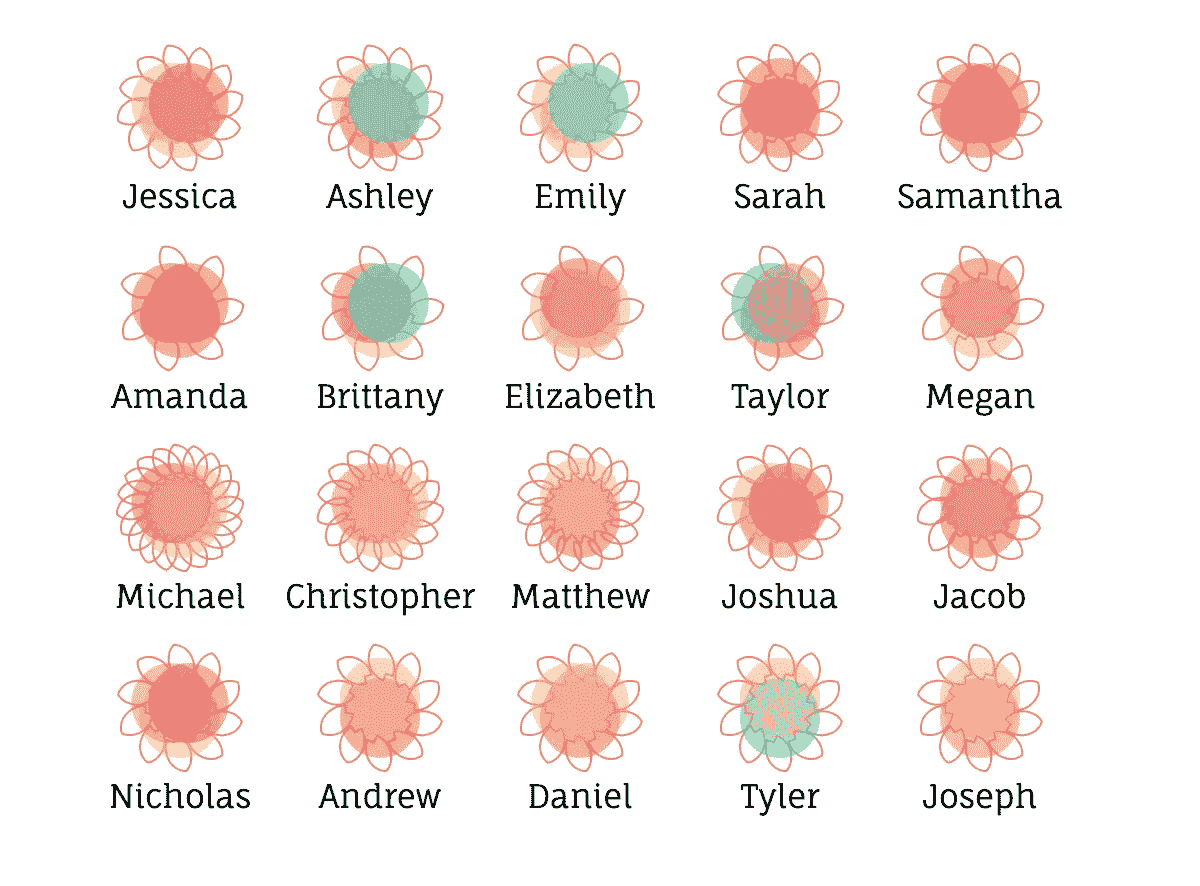 Jessica Ashley Emily Sarah Samantha
Amanda Brittany Elizabeth Taylor Megan
Michael Christopher Matthew Joshua Jacob
Nicholas Andrew Daniel Tyler Joseph